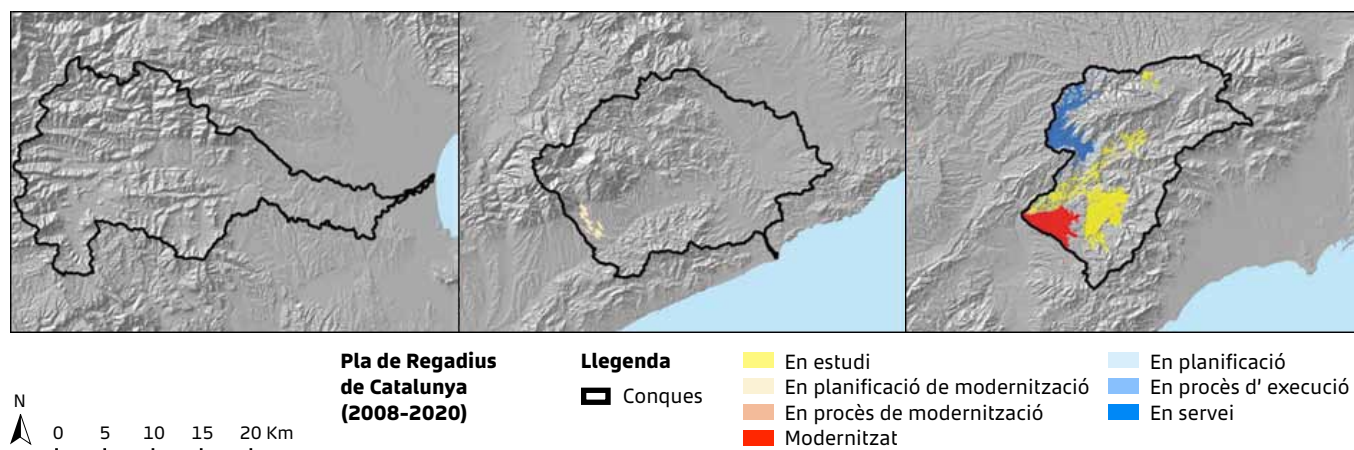 Pla de Regadius
de Catalunya
(2008-2020)
Llegenda
Conques
En estudi
En planificació de modernització
En procès de modernització
Modernitzat
En planificació
En procès d' execució
En servei
N
0 5 10 15 20 Km